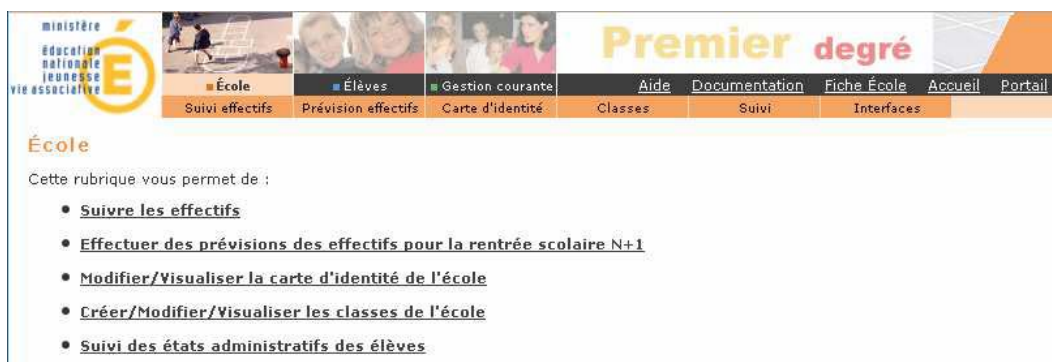 ministère
éducation
nationale
jeunesse
vie associative
É
Premier degré
École
Élèves
Gestion courante
Aide
Documentation
Fiche École
Accueil
Portail
Suivi effectifs
Prévision effectifs
Carte d'identité
Classes
Suivi
Interfaces
École
Cette rubrique vous permet de :
• Suivre les effectifs
• Effectuer des prévisions des effectifs pour la rentrée scolaire N+1
• Modifier/Visualiser la carte d'identité de l'école
• Créer/Modifier/Visualiser les classes de l'école
• Suivi des états administratifs des élèves